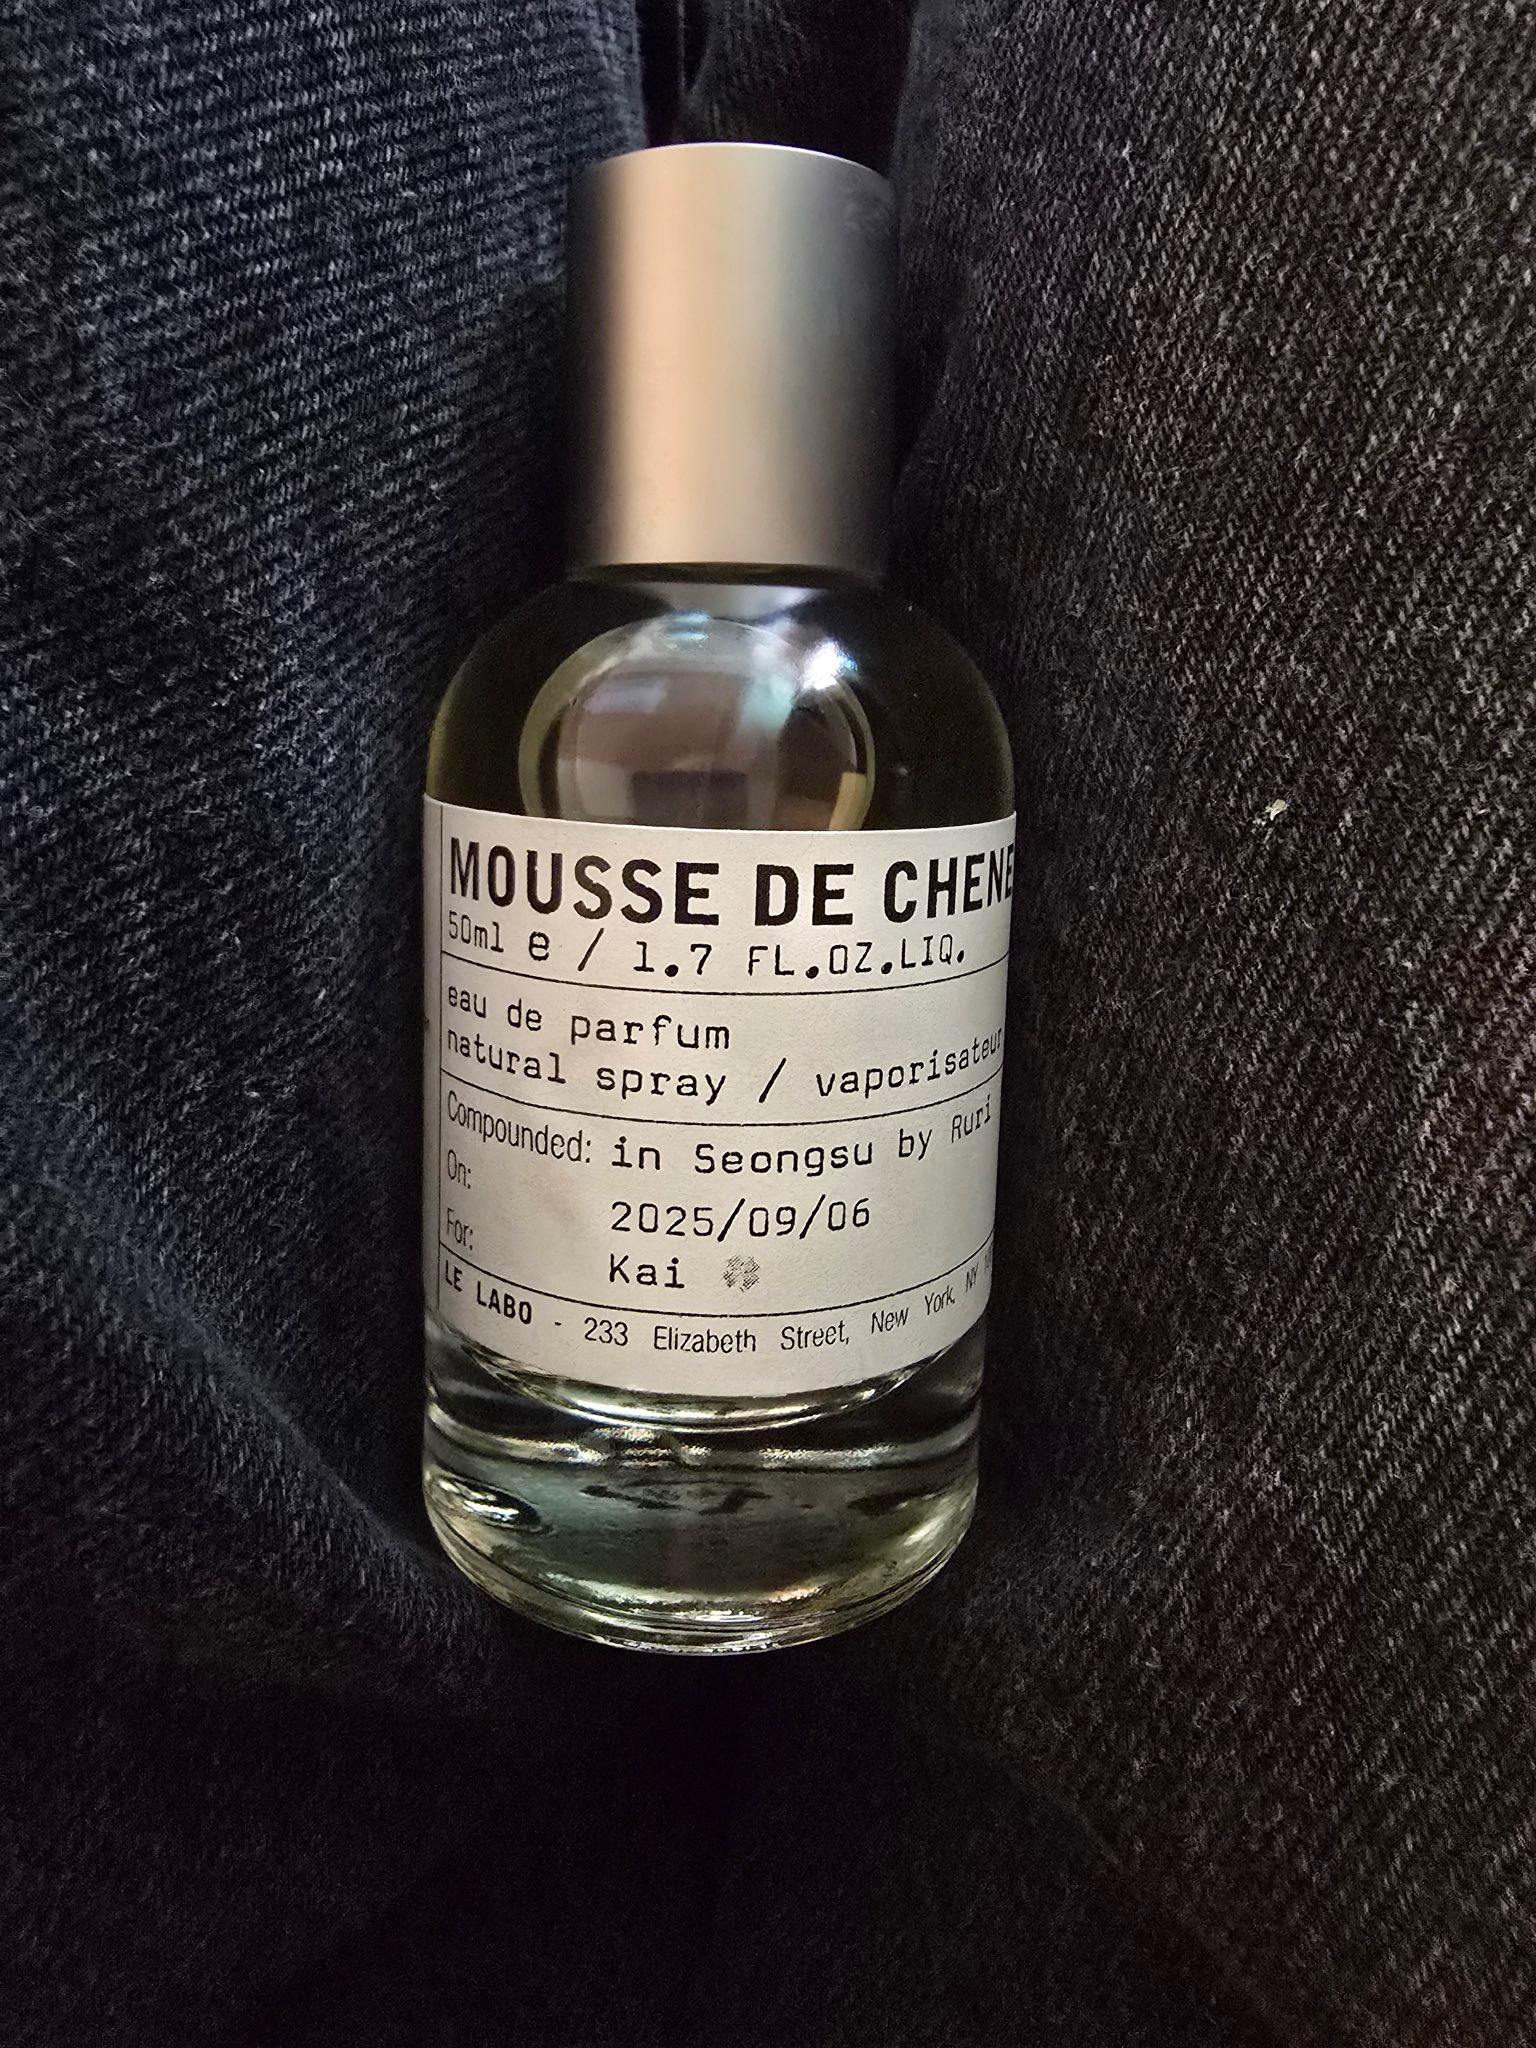 MOUSSE DE CHENE
50ml e / 1.7 FL.OZ.LIQ.
eau de parfum
natural spray / vaporisateur
Compounded: in Seongsu by Ruri
On: 2025/09/06
For: Kai
LE LABO - 233 Elizabeth Street, New York, NY